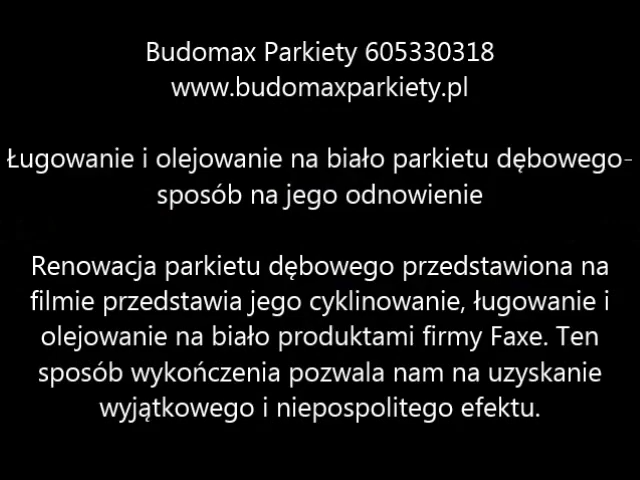 Budomax Parkiety 605330318
www.budomaxparkiety.pl
Ługowanie i olejowanie na biało parkietu dębowego-
sposób na jego odnowienie
Renowacja parkietu dębowego przedstawiona na
filmie przedstawia jego cyklinowanie, ługowanie i
olejowanie na biało produktami firmy Faxe. Ten
sposób wykończenia pozwala nam na uzyskanie
wyjątkowego i niepospolitego efektu.